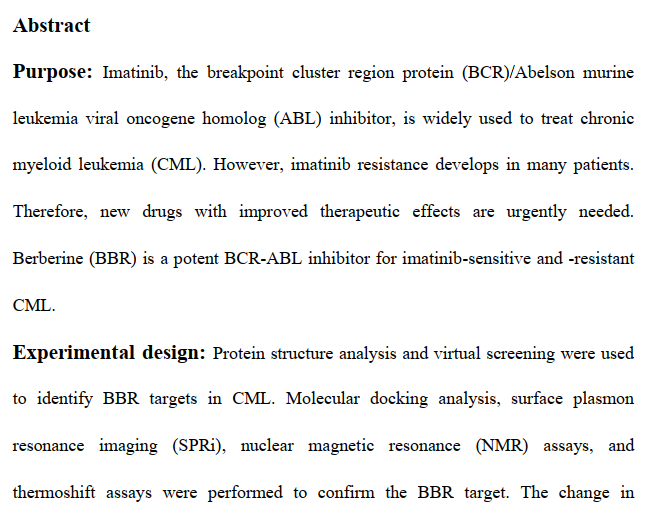 Abstract
Purpose: Imatinib, the breakpoint cluster region protein (BCR)/Abelson murine
leukemia viral oncogene homolog (ABL) inhibitor, is widely used to treat chronic
myeloid leukemia (CML). However, imatinib resistance develops in many patients.
Therefore, new drugs with improved therapeutic effects are urgently needed.
Berberine (BBR) is a potent BCR-ABL inhibitor for imatinib-sensitive and -resistant
CML.
Experimental design: Protein structure analysis and virtual screening were used
to identify BBR targets in CML. Molecular docking analysis, surface plasmon
resonance imaging (SPRi), nuclear magnetic resonance (NMR) assays, and
thermoshift assays were performed to confirm the BBR target. The change in